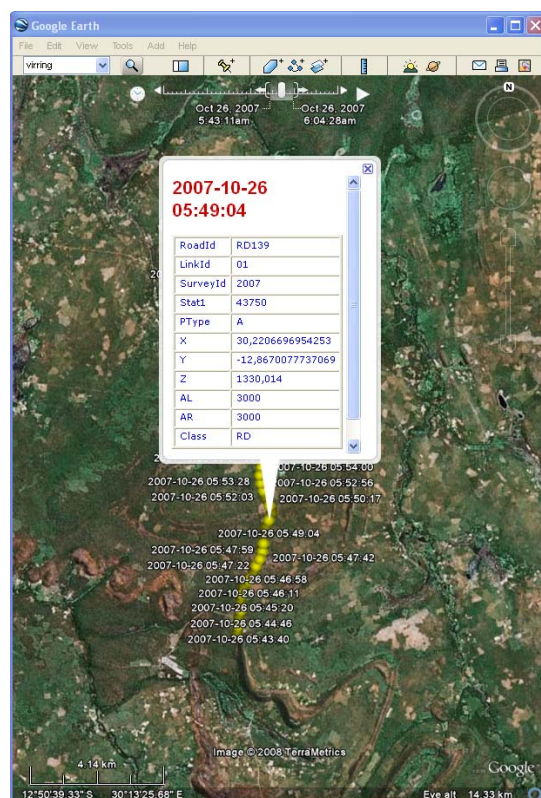 Google Earth
File Edit View Tools Add Help
virring
N
Oct 26, 2007 Oct 26, 2007
5:43:11am 6:04:28am
2007-10-26
05:49:04
RoadId RD139
LinkId 01
SurveyId 2007
Stat1 43750
PType A
X 30,2206696954253
Y -12,8670077737069
Z 1330,014
AL 3000
AR 3000
Class RD
007-10-26 05:54:00
2007-10-26 05:53:28 2007-10-26 05:52:56
2007-10-26 05:52:03 2007-10-26 05:50:17
2007-10-26 05:49:04
2007-10-26 05:47:59
2007-10-26 05:47:42
2007-10-26 05:47:22
2007-10-26 05:46:58
2007-10-26 05:46:11
2007-10-26 05:45:20
2007-10-26 05:44:46
2007-10-26 05:43:40
Image © 2008 TerraMetrics
4.14 km
Google
12°50'39.33" S 30°13'25.68" E Eye alt 14.33 km